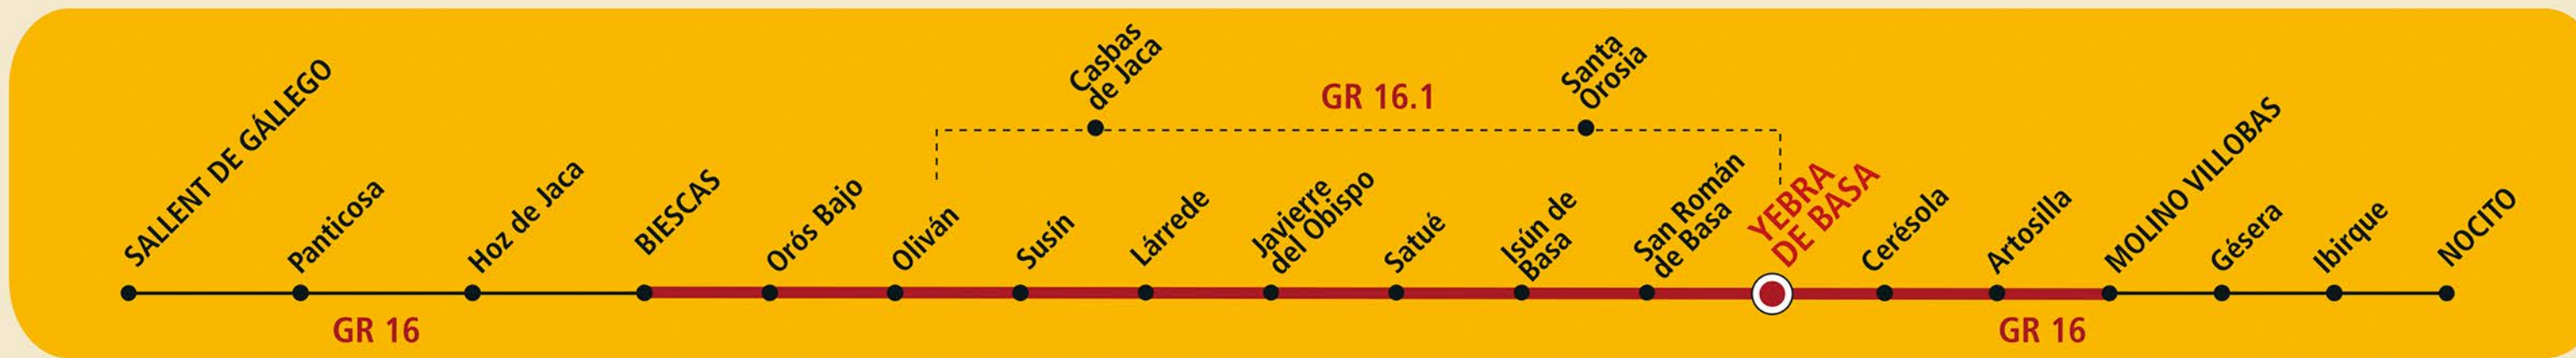 SALLENT DE GÁLLEGO
Panticosa
Hoz de Jaca
BIESCAS
Orós Bajo
Oliván
Casbas
de Jaca
Susín
Lárrede
GR 16.1
Javierre
del Obispo
Satué
Santa
Orosia
Isún de
Basa
San Román
de Basa
YEBRA
DE BASA
Cerésola
Artosilla
MOLINO VILLOBAS
Gésera
Ibirque
NOCITO
GR 16
GR 16